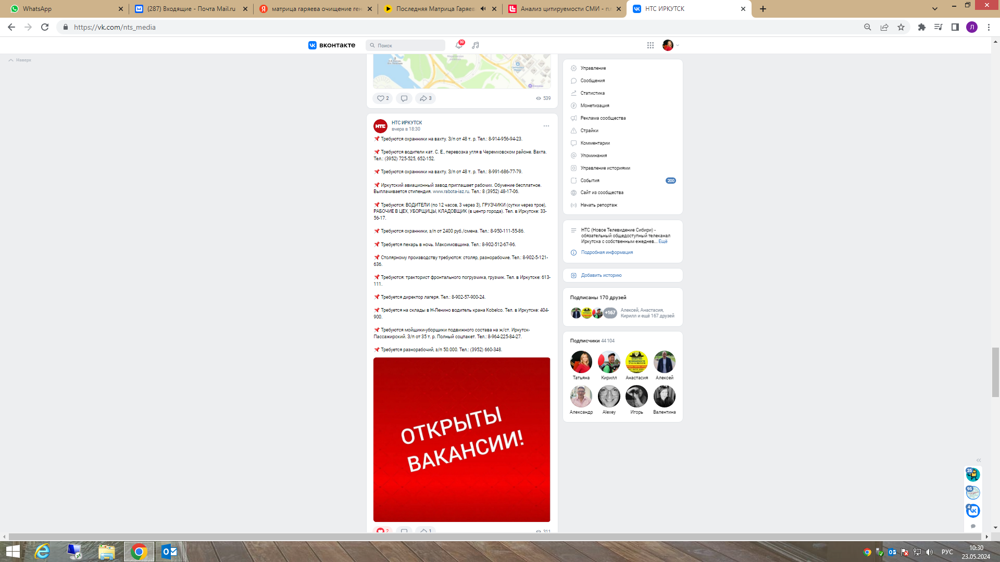 WhatsApp
(287) Входящие - Почта Mail.ru
матрица гаряева очищение ген
Последняя Матрица Гаряев
Анализ цитируемости СМИ - пл
НТС ИРКУТСК
https://vk.com/nts_media
Л
вконтакте
Поиск
30
Наверх
2
3
539
НТС
НТС ИРКУТСК
вчера в 18:30
Требуются охранники на вахту. З/п от 48 т. р. Тел.: 8-914-956-94-23.
Требуются водители кат. С. Е., перевозка угля в Черемховском районе. Вахта.
Тел.: (3952) 725-525, 652-152.
Требуются охранники на вахту. З/п от 48 т. р. Тел.: 8-991-686-77-79.
Иркутский авиационный завод приглашает рабочих. Обучение бесплатное.
Выплачивается стипендия. www.rabota-iaz.ru. Тел.: 8 (3952) 48-17-06.
Требуются: ВОДИТЕЛИ (по 12 часов, 3 через 3), ГРУЗЧИКИ (сутки через трое),
РАБОЧИЕ В ЦЕХ, УБОРЩИЦЫ, КЛАДОВЩИК (в центр города). Тел. в Иркутске: 33-
56-17.
Требуются охранники, з/п от 2400 руб./смена. Тел.: 8-950-111-55-86.
Требуется пекарь в ночь. Максимовщина. Тел.: 8-902-512-67-96.
Столярному производству требуются: столяр, разнорабочие. Тел.: 8-902-5-121-
636.
Требуются: тракторист фронтального погрузчика, грузчик. Тел. в Иркутске: 613-
111.
Требуется директор лагеря. Тел.: 8-902-57-900-24.
Требуется на склады в Н-Ленино водитель крана Kobelco. Тел. в Иркутске: 404-
900.
Требуются мойщики-уборщики подвижного состава на ж/ст. Иркутск-
Пассажирский. З/п от 35 т. р. Полный соцпакет. Тел.: 8-964-225-84-27.
Требуется разнорабочий, з/п 50.000. Тел.: (3952) 660-348.
ОТКРЫТЫ
ВАКАНСИИ!
2
1
311
Управление
Сообщения
Статистика
Монетизация
Реклама сообщества
Страйки
Комментарии
Упоминания
Управление историями
События
200
Сайт из сообщества
Начать репортаж
НТС (Новое Телевидение Сибири) -
обязательный общедоступный телеканал
Иркутска с собственным ежеднев... Ещё
Подробная информация
Добавить историю
Подписаны 170 друзей
+167
Алексей, Анастасия,
Кирилл и ещё 167 друзей
Подписчики 44 104
Татьяна
Кирилл
Анастасия
Алексей
Александр
Alexey
Игорь
Валентина
25
95
4
РУС
10:30
23.05.2024